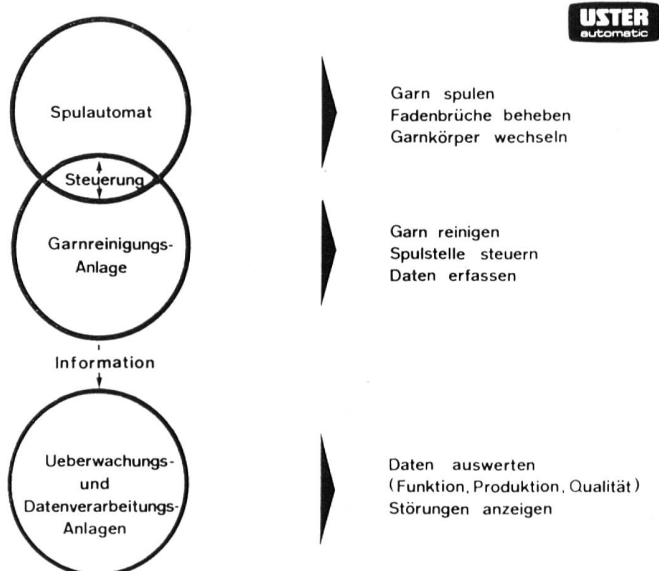 USTER
automatic
Spulautomat
Garn spulen
Fadenbrüche beheben
Garnkörper wechseln
Steuerung
Garnreinigungs-
Anlage
Garn reinigen
Spulstelle steuern
Daten erfassen
Information
Ueberwachungs-
und
Datenverarbeitungs-
Anlagen
Daten auswerten
(Funktion, Produktion, Qualität)
Störungen anzeigen